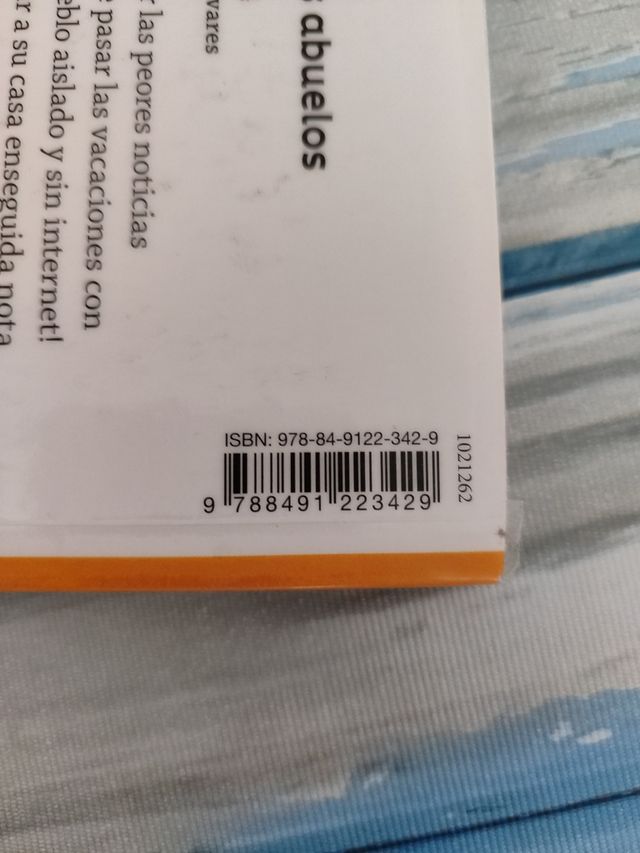 abuelos
las peores noticias
pasar las vacaciones con
aislado y sin internet!
a su casa enseguida nota
ISBN: 978-84-9122-342-9
9 788491 223429
1021262